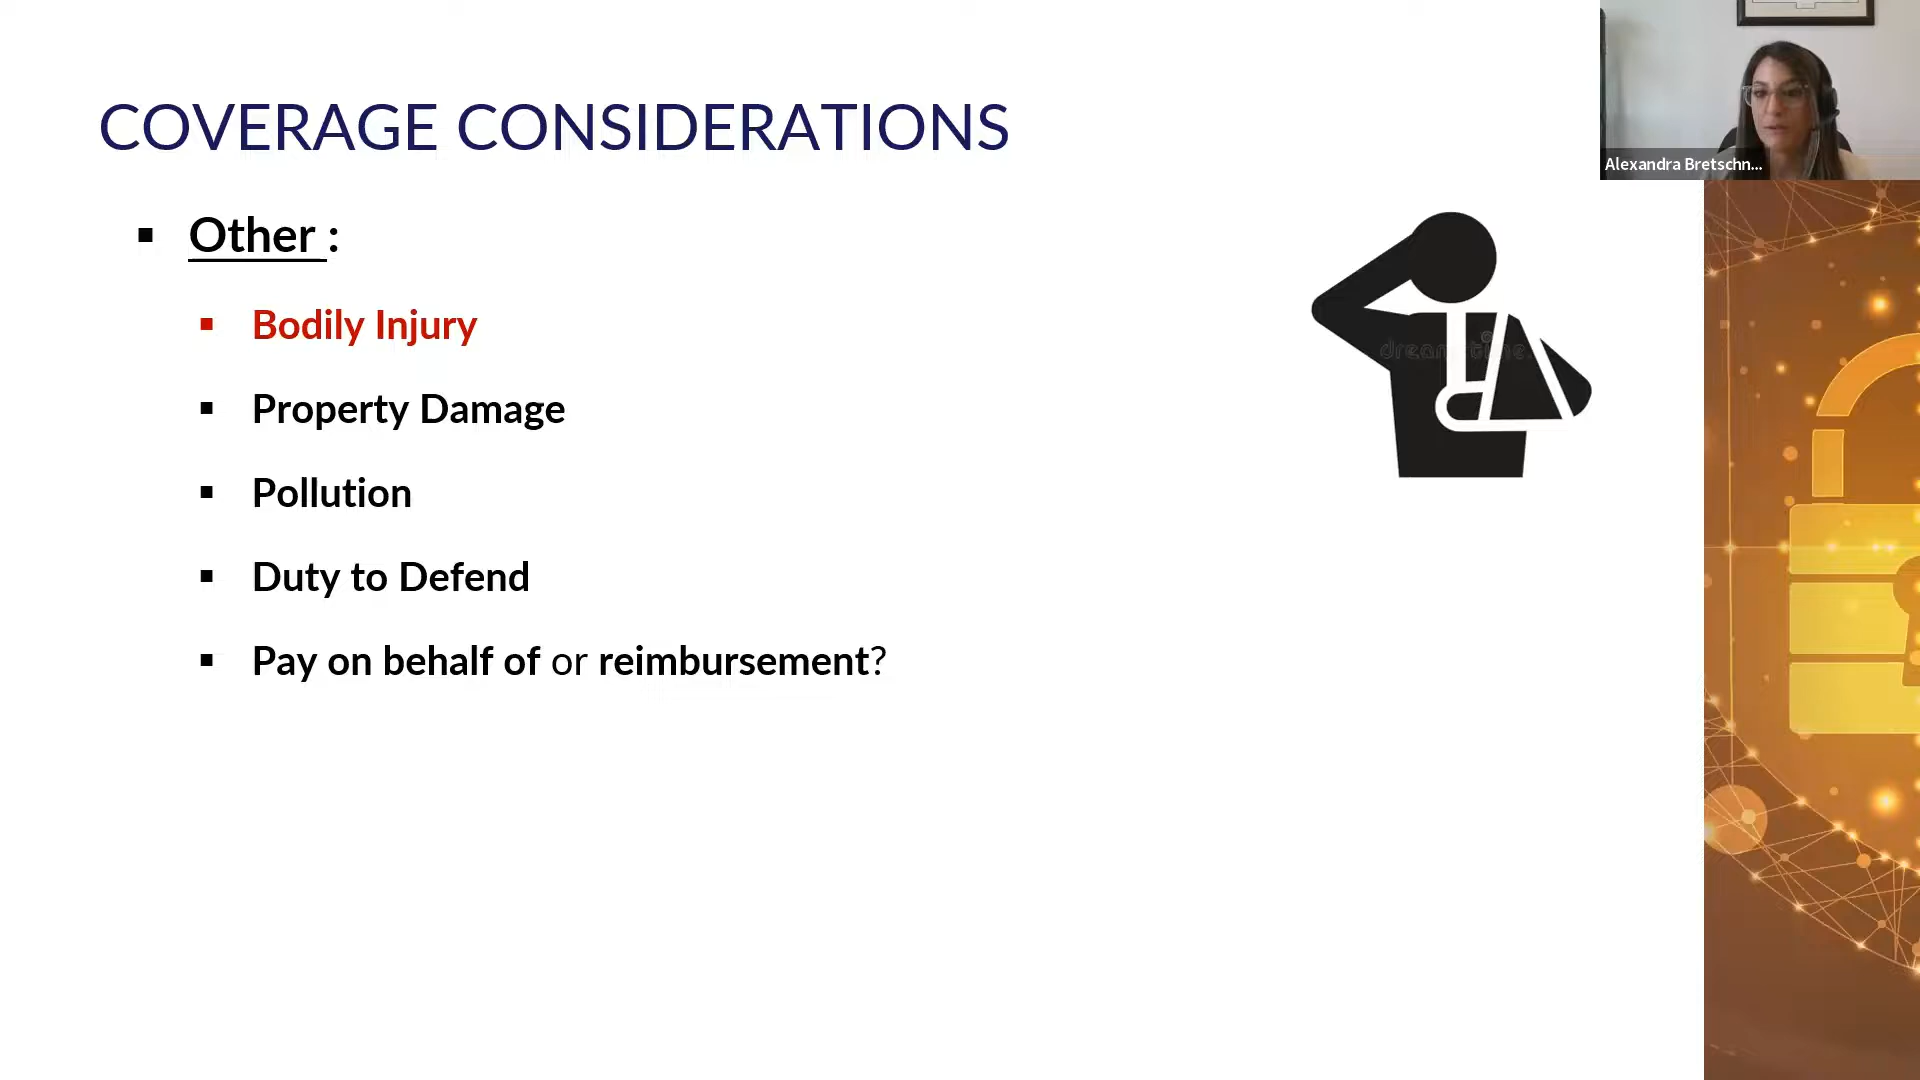 COVERAGE CONSIDERATIONS
Alexandra Bretschn...
▪ Other :
▪ Bodily Injury
▪ Property Damage
▪ Pollution
▪ Duty to Defend
▪ Pay on behalf of or reimbursement?